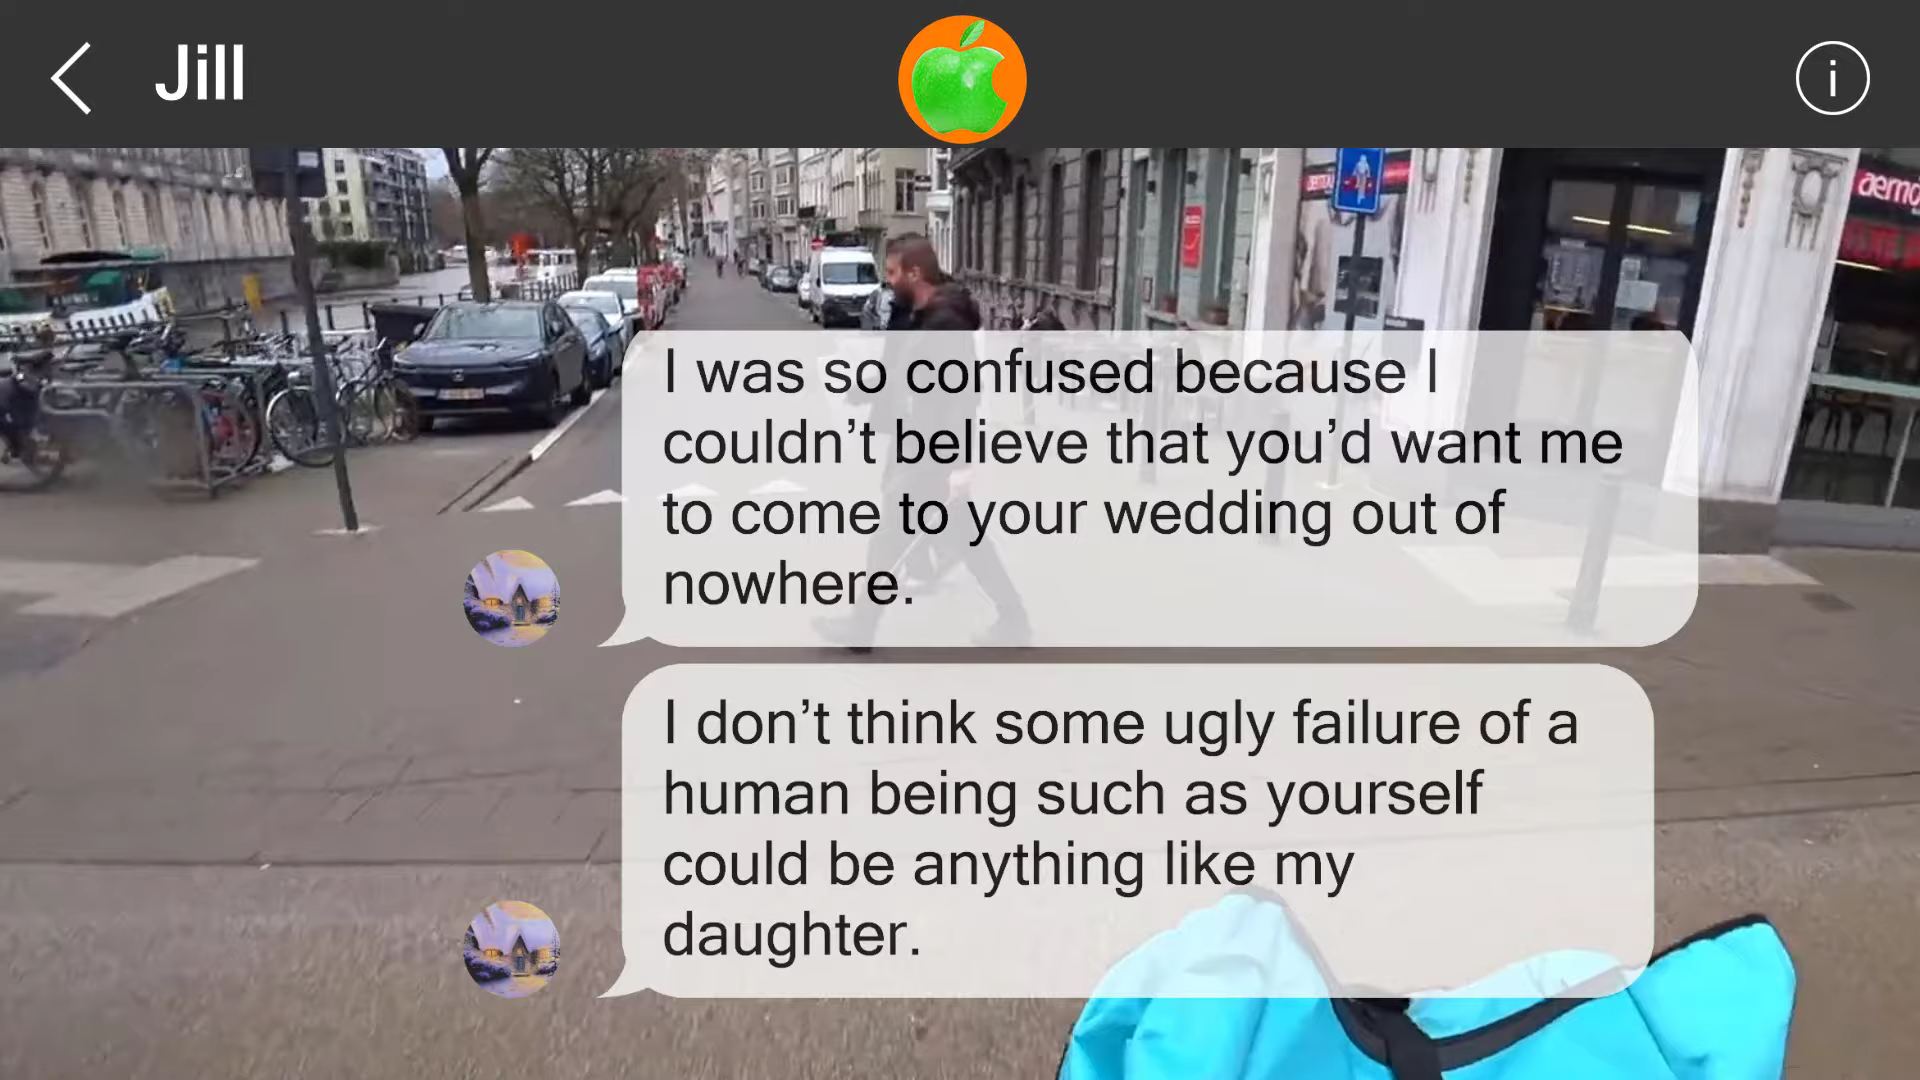 Jill
i
I was so confused because I
couldn’t believe that you’d want me
to come to your wedding out of
nowhere.
I don’t think some ugly failure of a
human being such as yourself
could be anything like my
daughter.